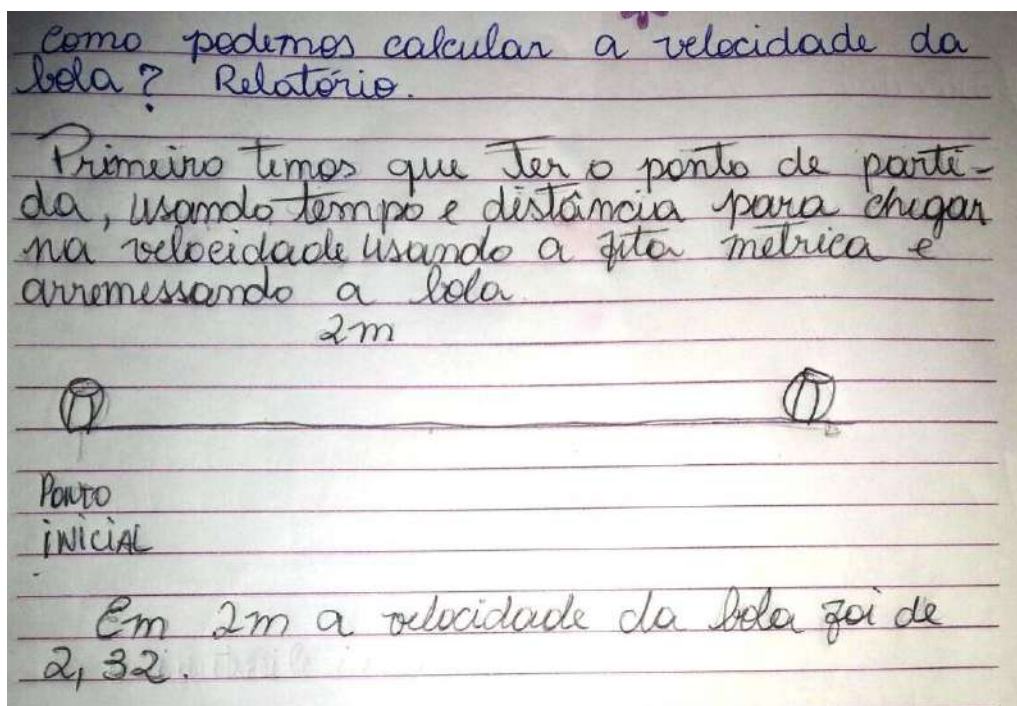 Como podemos calcular a velocidade da
bola? Relatório.
Primeiro temos que ter o ponto de parti-
da, usando tempo e distância para chegar
na velocidade usando a fita métrica e
arremessando a bola
2m
Ponto
inicial
Em 2m a velocidade da bola foi de
2,32.